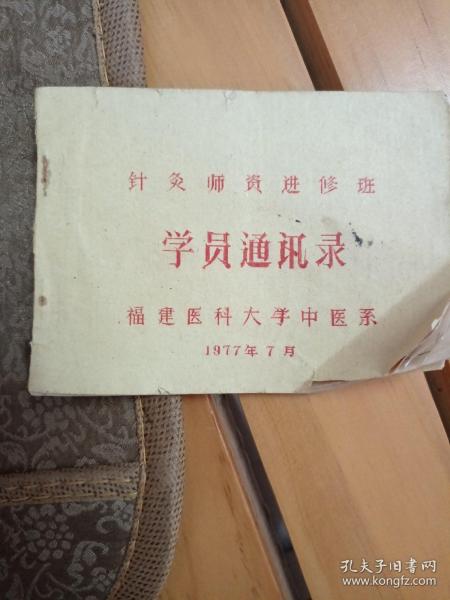 针灸师资进修班
学员通讯录
福建医科大学中医系
1977年7月
孔夫子旧书网
www.kongfz.com